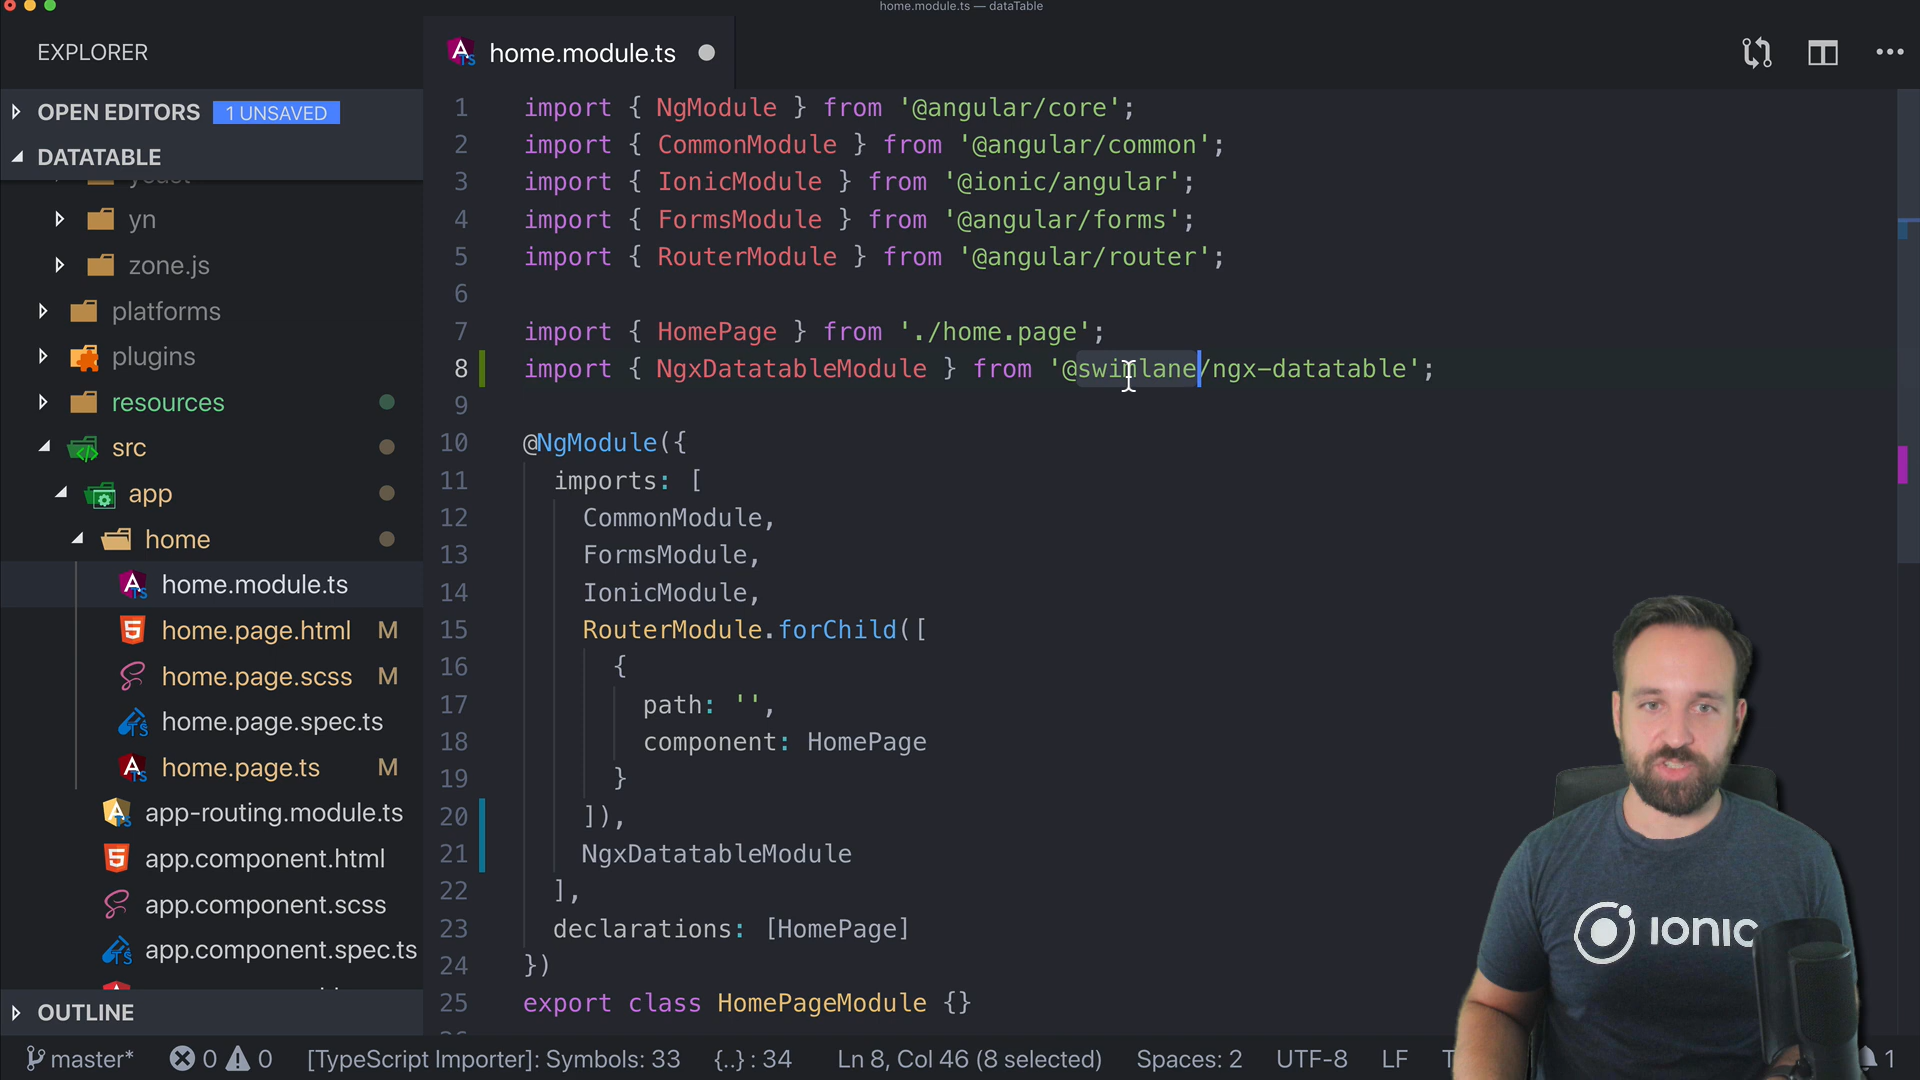 home.module.ts — dataTable
EXPLORER
home.module.ts
OPEN EDITORS 1 UNSAVED
DATATABLE
yn
zone.js
platforms
plugins
resources
src
app
home
home.module.ts
home.page.html M
home.page.scss M
home.page.spec.ts
home.page.ts M
app-routing.module.ts
app.component.html
app.component.scss
app.component.spec.ts
OUTLINE
1 import { NgModule } from '@angular/core';
2 import { CommonModule } from '@angular/common';
3 import { IonicModule } from '@ionic/angular';
4 import { FormsModule } from '@angular/forms';
5 import { RouterModule } from '@angular/router';
6
7 import { HomePage } from './home.page';
8 import { NgxDatatableModule } from '@swimlane/ngx-datatable';
9
10 @NgModule({
11 imports: [
12 CommonModule,
13 FormsModule,
14 IonicModule,
15 RouterModule.forChild([
16 {
17 path: '',
18 component: HomePage
19 }
20 ]),
21 NgxDatatableModule
22 ],
23 declarations: [HomePage]
24 })
25 export class HomePageModule {}
IONIC
master* 0 0 [TypeScript Importer]: Symbols: 33 {..} : 34 Ln 8, Col 46 (8 selected) Spaces: 2 UTF-8 LF 1